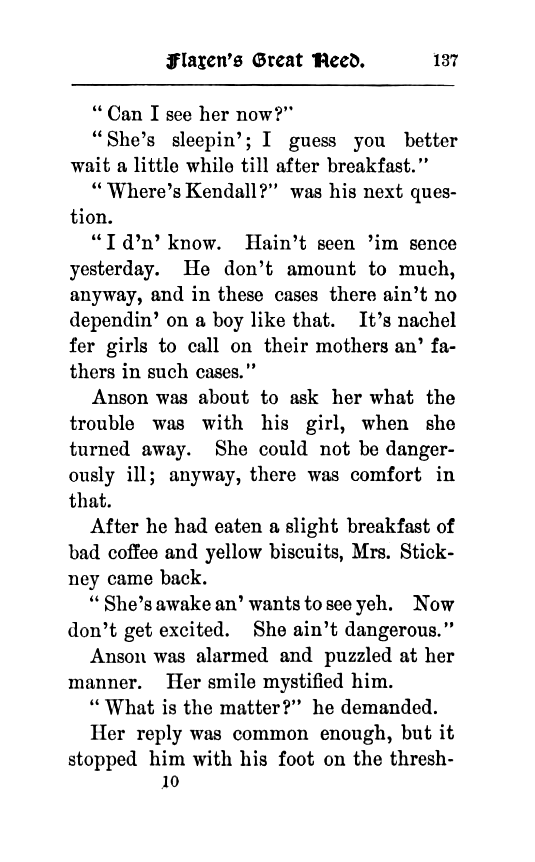 Flaxen's Great Need. 137
"Can I see her now?"
"She's sleepin'; I guess you better
wait a little while till after breakfast."
"Where's Kendall?" was his next ques-
tion.
"I d'n' know. Hain't seen 'im sence
yesterday. He don't amount to much,
anyway, and in these cases there ain't no
dependin' on a boy like that. It's nachel
fer girls to call on their mothers an' fa-
thers in such cases."
Anson was about to ask her what the
trouble was with his girl, when she
turned away. She could not be danger-
ously ill; anyway, there was comfort in
that.
After he had eaten a slight breakfast of
bad coffee and yellow biscuits, Mrs. Stick-
ney came back.
"She's awake an' wants to see yeh. Now
don't get excited. She ain't dangerous."
Anson was alarmed and puzzled at her
manner. Her smile mystified him.
"What is the matter?" he demanded.
Her reply was common enough, but it
stopped him with his foot on the thresh-
10